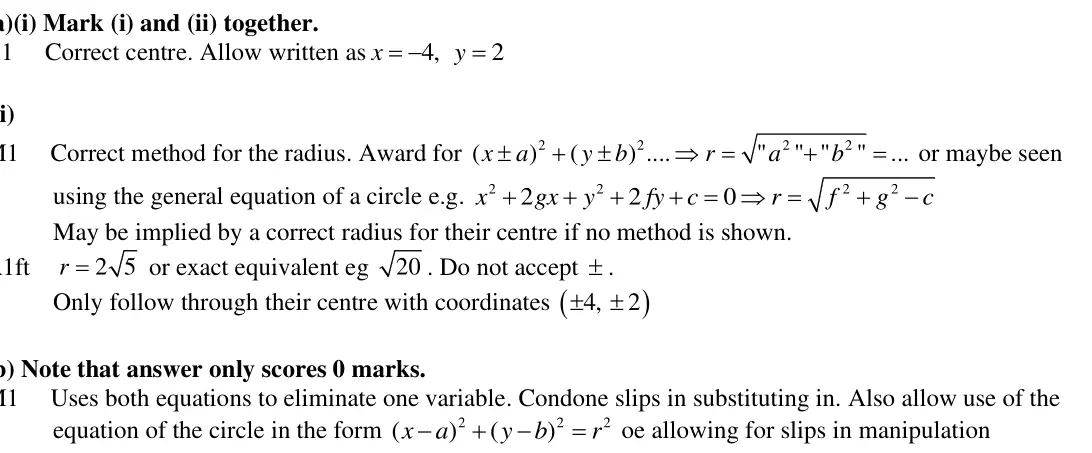 a)(i) Mark (i) and (ii) together.
1 Correct centre. Allow written as x = −4, y = 2
i)
M1 Correct method for the radius. Award for (x ± a)² + (y ± b)² .... ⇒ r = √("a²"+"b²") = ... or maybe seen
using the general equation of a circle e.g. x² + 2gx + y² + 2fy + c = 0 ⇒ r = √(f² + g² − c)
May be implied by a correct radius for their centre if no method is shown.
1ft r = 2√5 or exact equivalent eg √20 . Do not accept ± .
Only follow through their centre with coordinates (±4, ± 2)
b) Note that answer only scores 0 marks.
M1 Uses both equations to eliminate one variable. Condone slips in substituting in. Also allow use of the
equation of the circle in the form (x − a)² + (y − b)² = r² oe allowing for slips in manipulation